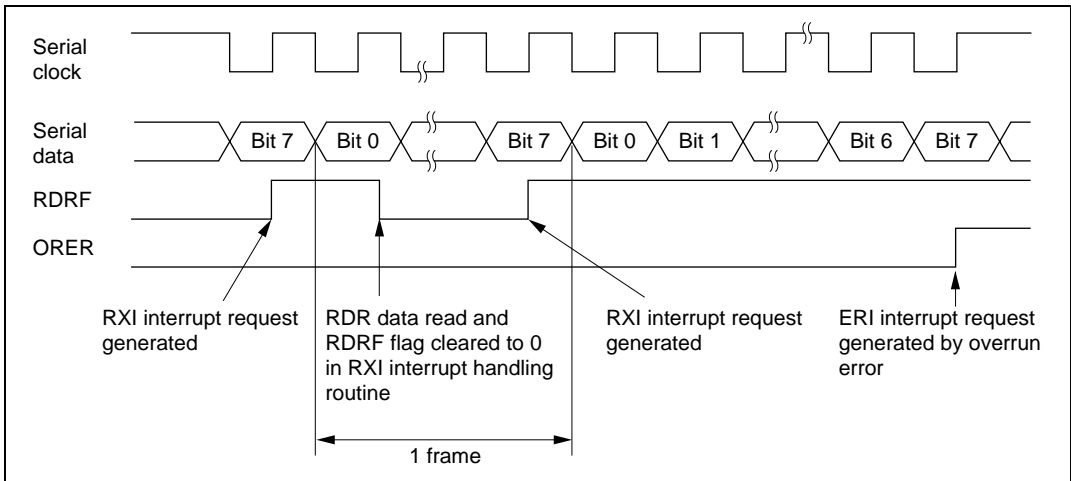 Serial
clock
Serial
data
Bit 7
Bit 0
Bit 7
Bit 0
Bit 1
Bit 6
Bit 7
RDRF
ORER
RXI interrupt request
generated
RDR data read and
RDRF flag cleared to 0
in RXI interrupt handling
routine
RXI interrupt request
generated
ERI interrupt request
generated by overrun
error
1 frame